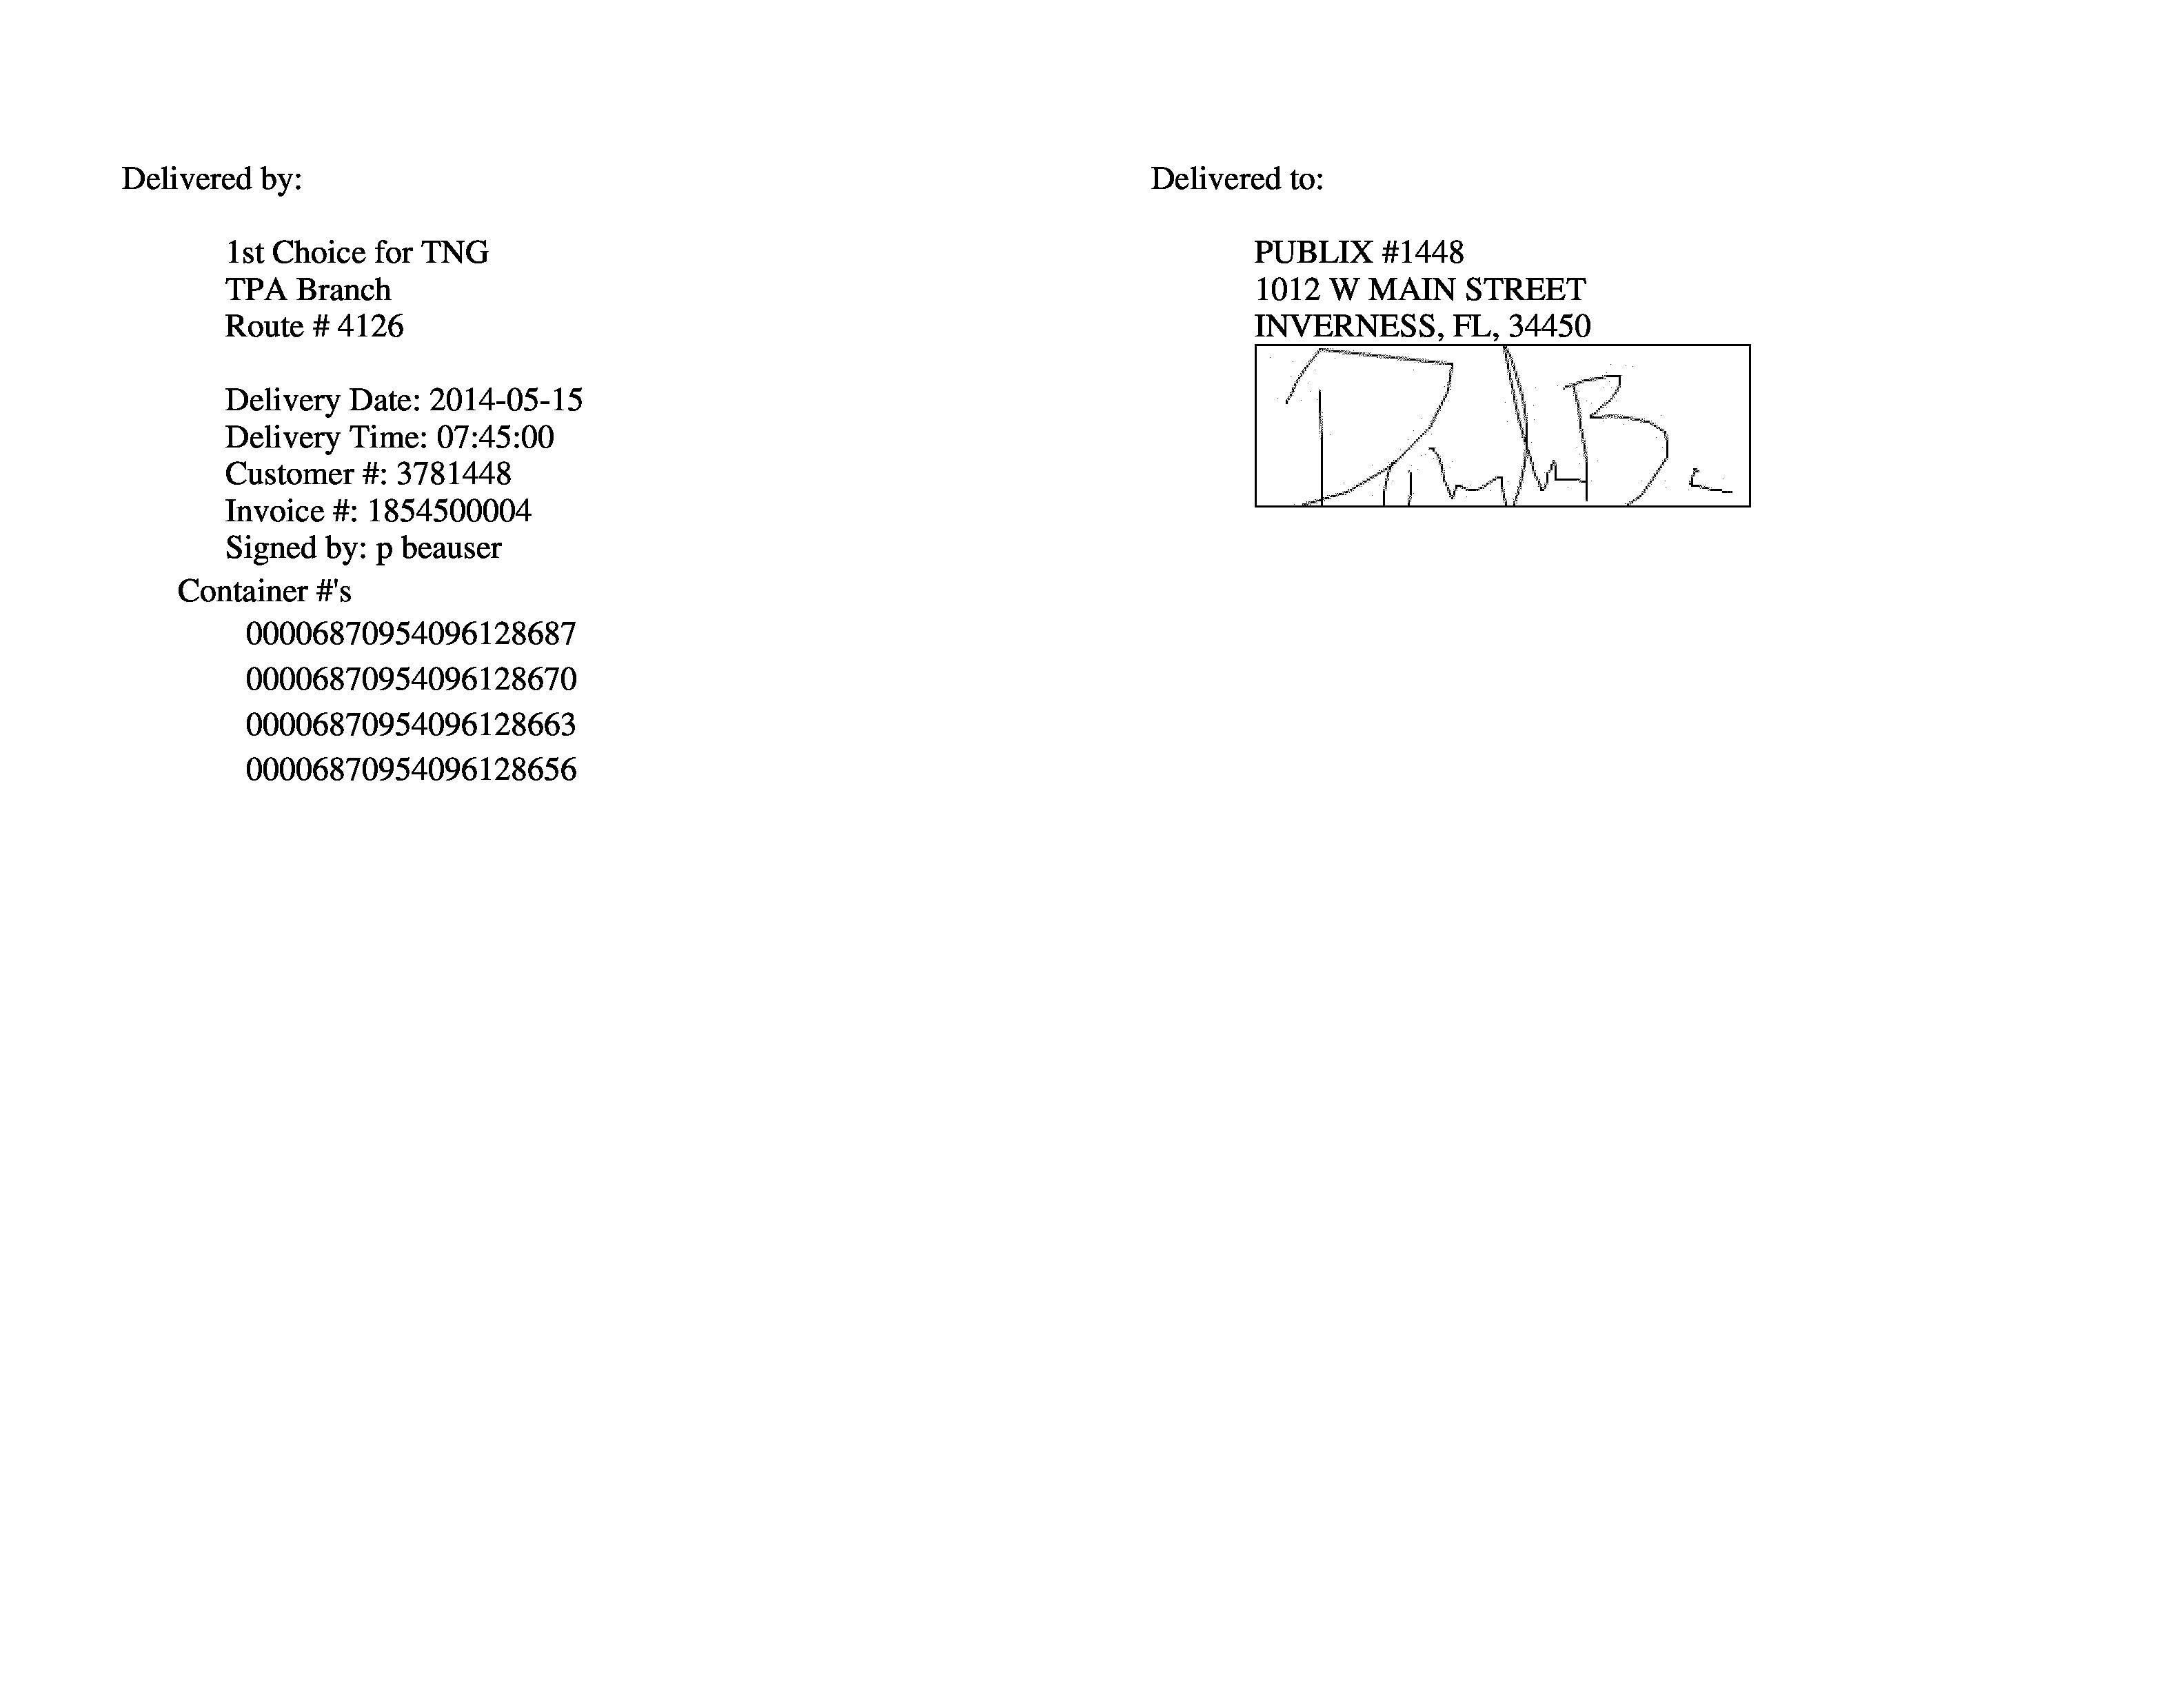 Delivered by:
1st Choice for TNG
TPA Branch
Route # 4126
Delivery Date: 2014-05-15
Delivery Time: 07:45:00
Customer #: 3781448
Invoice #: 1854500004
Signed by: p beauser
Container #'s
00006870954096128687
00006870954096128670
00006870954096128663
00006870954096128656
Delivered to:
PUBLIX #1448
1012 W MAIN STREET
INVERNESS, FL, 34450